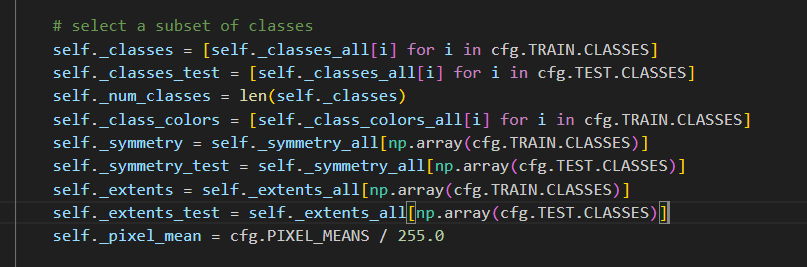 # select a subset of classes
self._classes = [self._classes_all[i] for i in cfg.TRAIN.CLASSES]
self._classes_test = [self._classes_all[i] for i in cfg.TEST.CLASSES]
self._num_classes = len(self._classes)
self._class_colors = [self._class_colors_all[i] for i in cfg.TRAIN.CLASSES]
self._symmetry = self._symmetry_all[np.array(cfg.TRAIN.CLASSES)]
self._symmetry_test = self._symmetry_all[np.array(cfg.TEST.CLASSES)]
self._extents = self._extents_all[np.array(cfg.TRAIN.CLASSES)]
self._extents_test = self._extents_all[np.array(cfg.TEST.CLASSES)]
self._pixel_mean = cfg.PIXEL_MEANS / 255.0